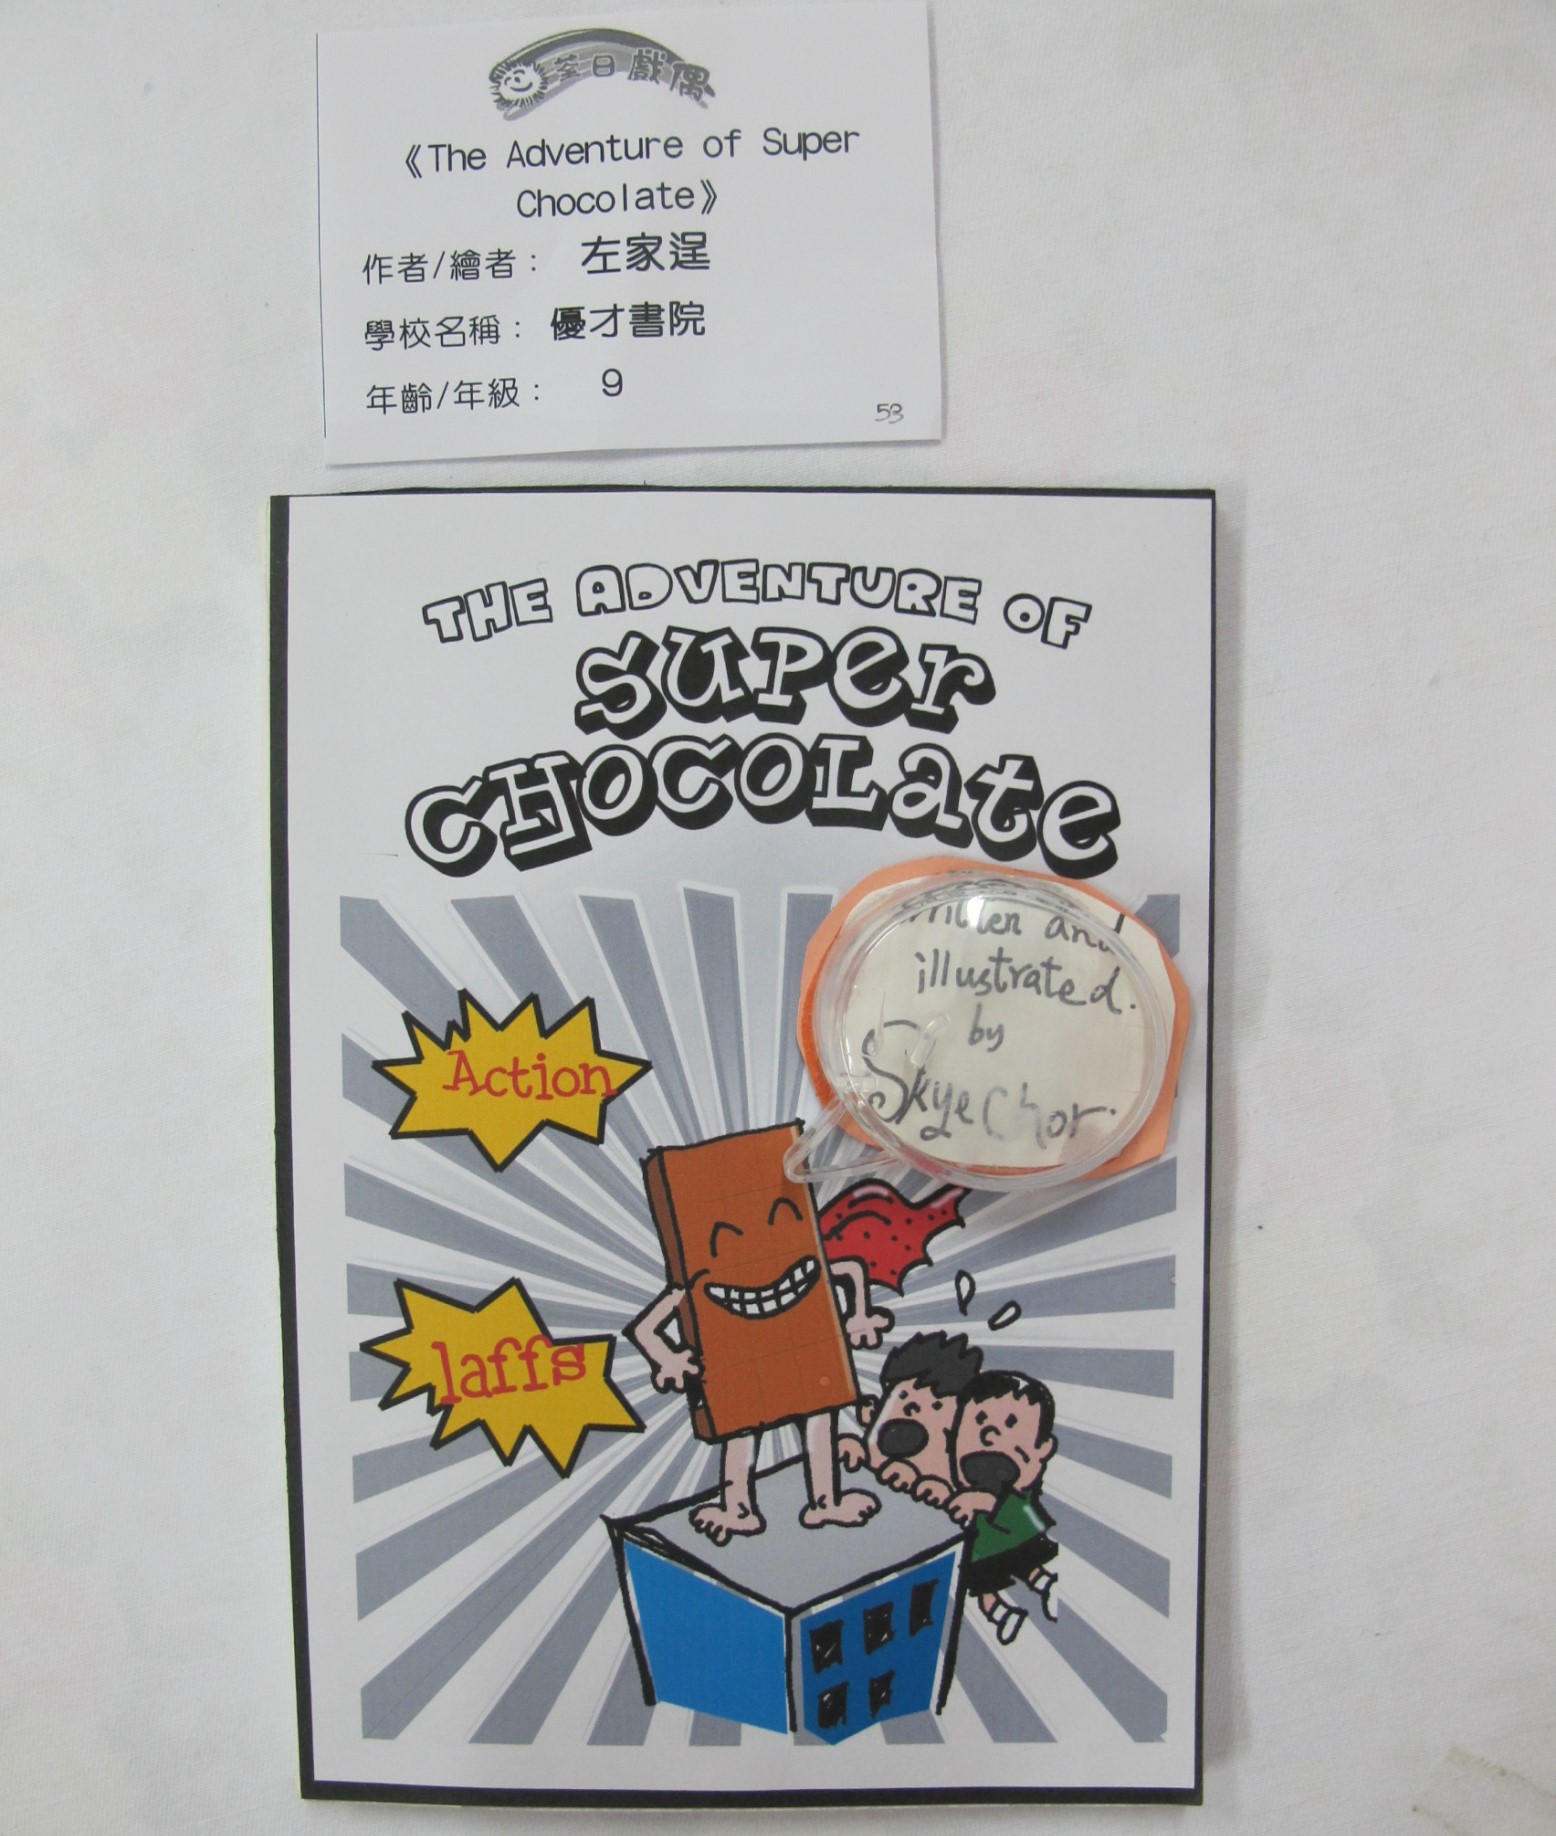 荃日戲偶
《The Adventure of Super
Chocolate》
作者/繪者： 左家逞
學校名稱： 優才書院
年齡/年級： 9
53
THE ADVENTURE OF
SUPer
CHOCOLate
written and
illustrated.
by
Skye Chor.
Action
laffs